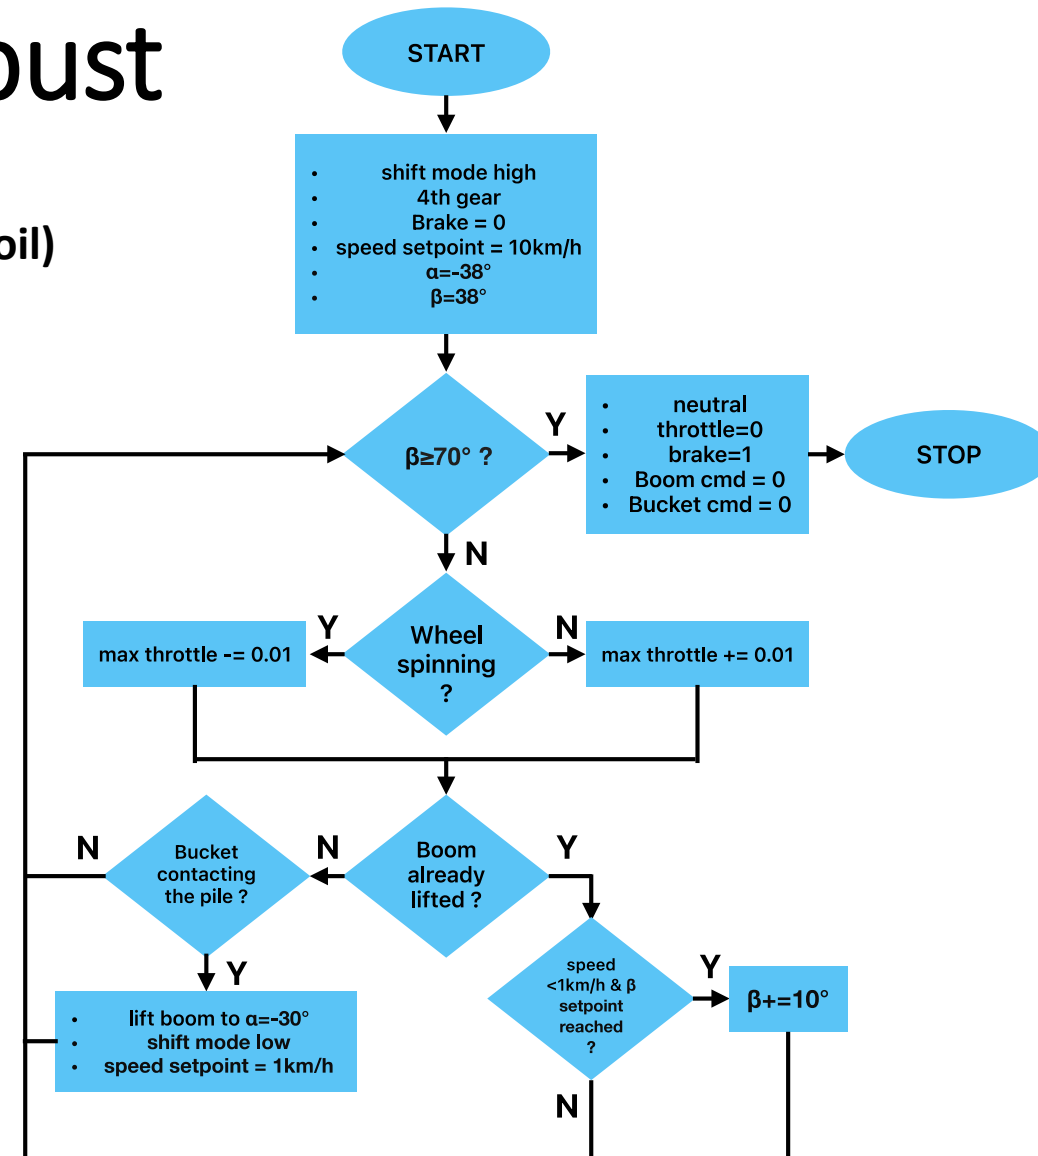 oust
oil)
START
• shift mode high
• 4th gear
• Brake = 0
• speed setpoint = 10km/h
• α=-38°
• β=38°
β≥70° ?
Y
• neutral
• throttle=0
• brake=1
• Boom cmd = 0
• Bucket cmd = 0
STOP
N
Wheel
spinning
?
Y
max throttle -= 0.01
N
max throttle += 0.01
Boom
already
lifted ?
N
Bucket
contacting
the pile ?
N
Y
• lift boom to α=-30°
• shift mode low
• speed setpoint = 1km/h
Y
speed
<1km/h & β
setpoint
reached
?
Y
β+=10°
N